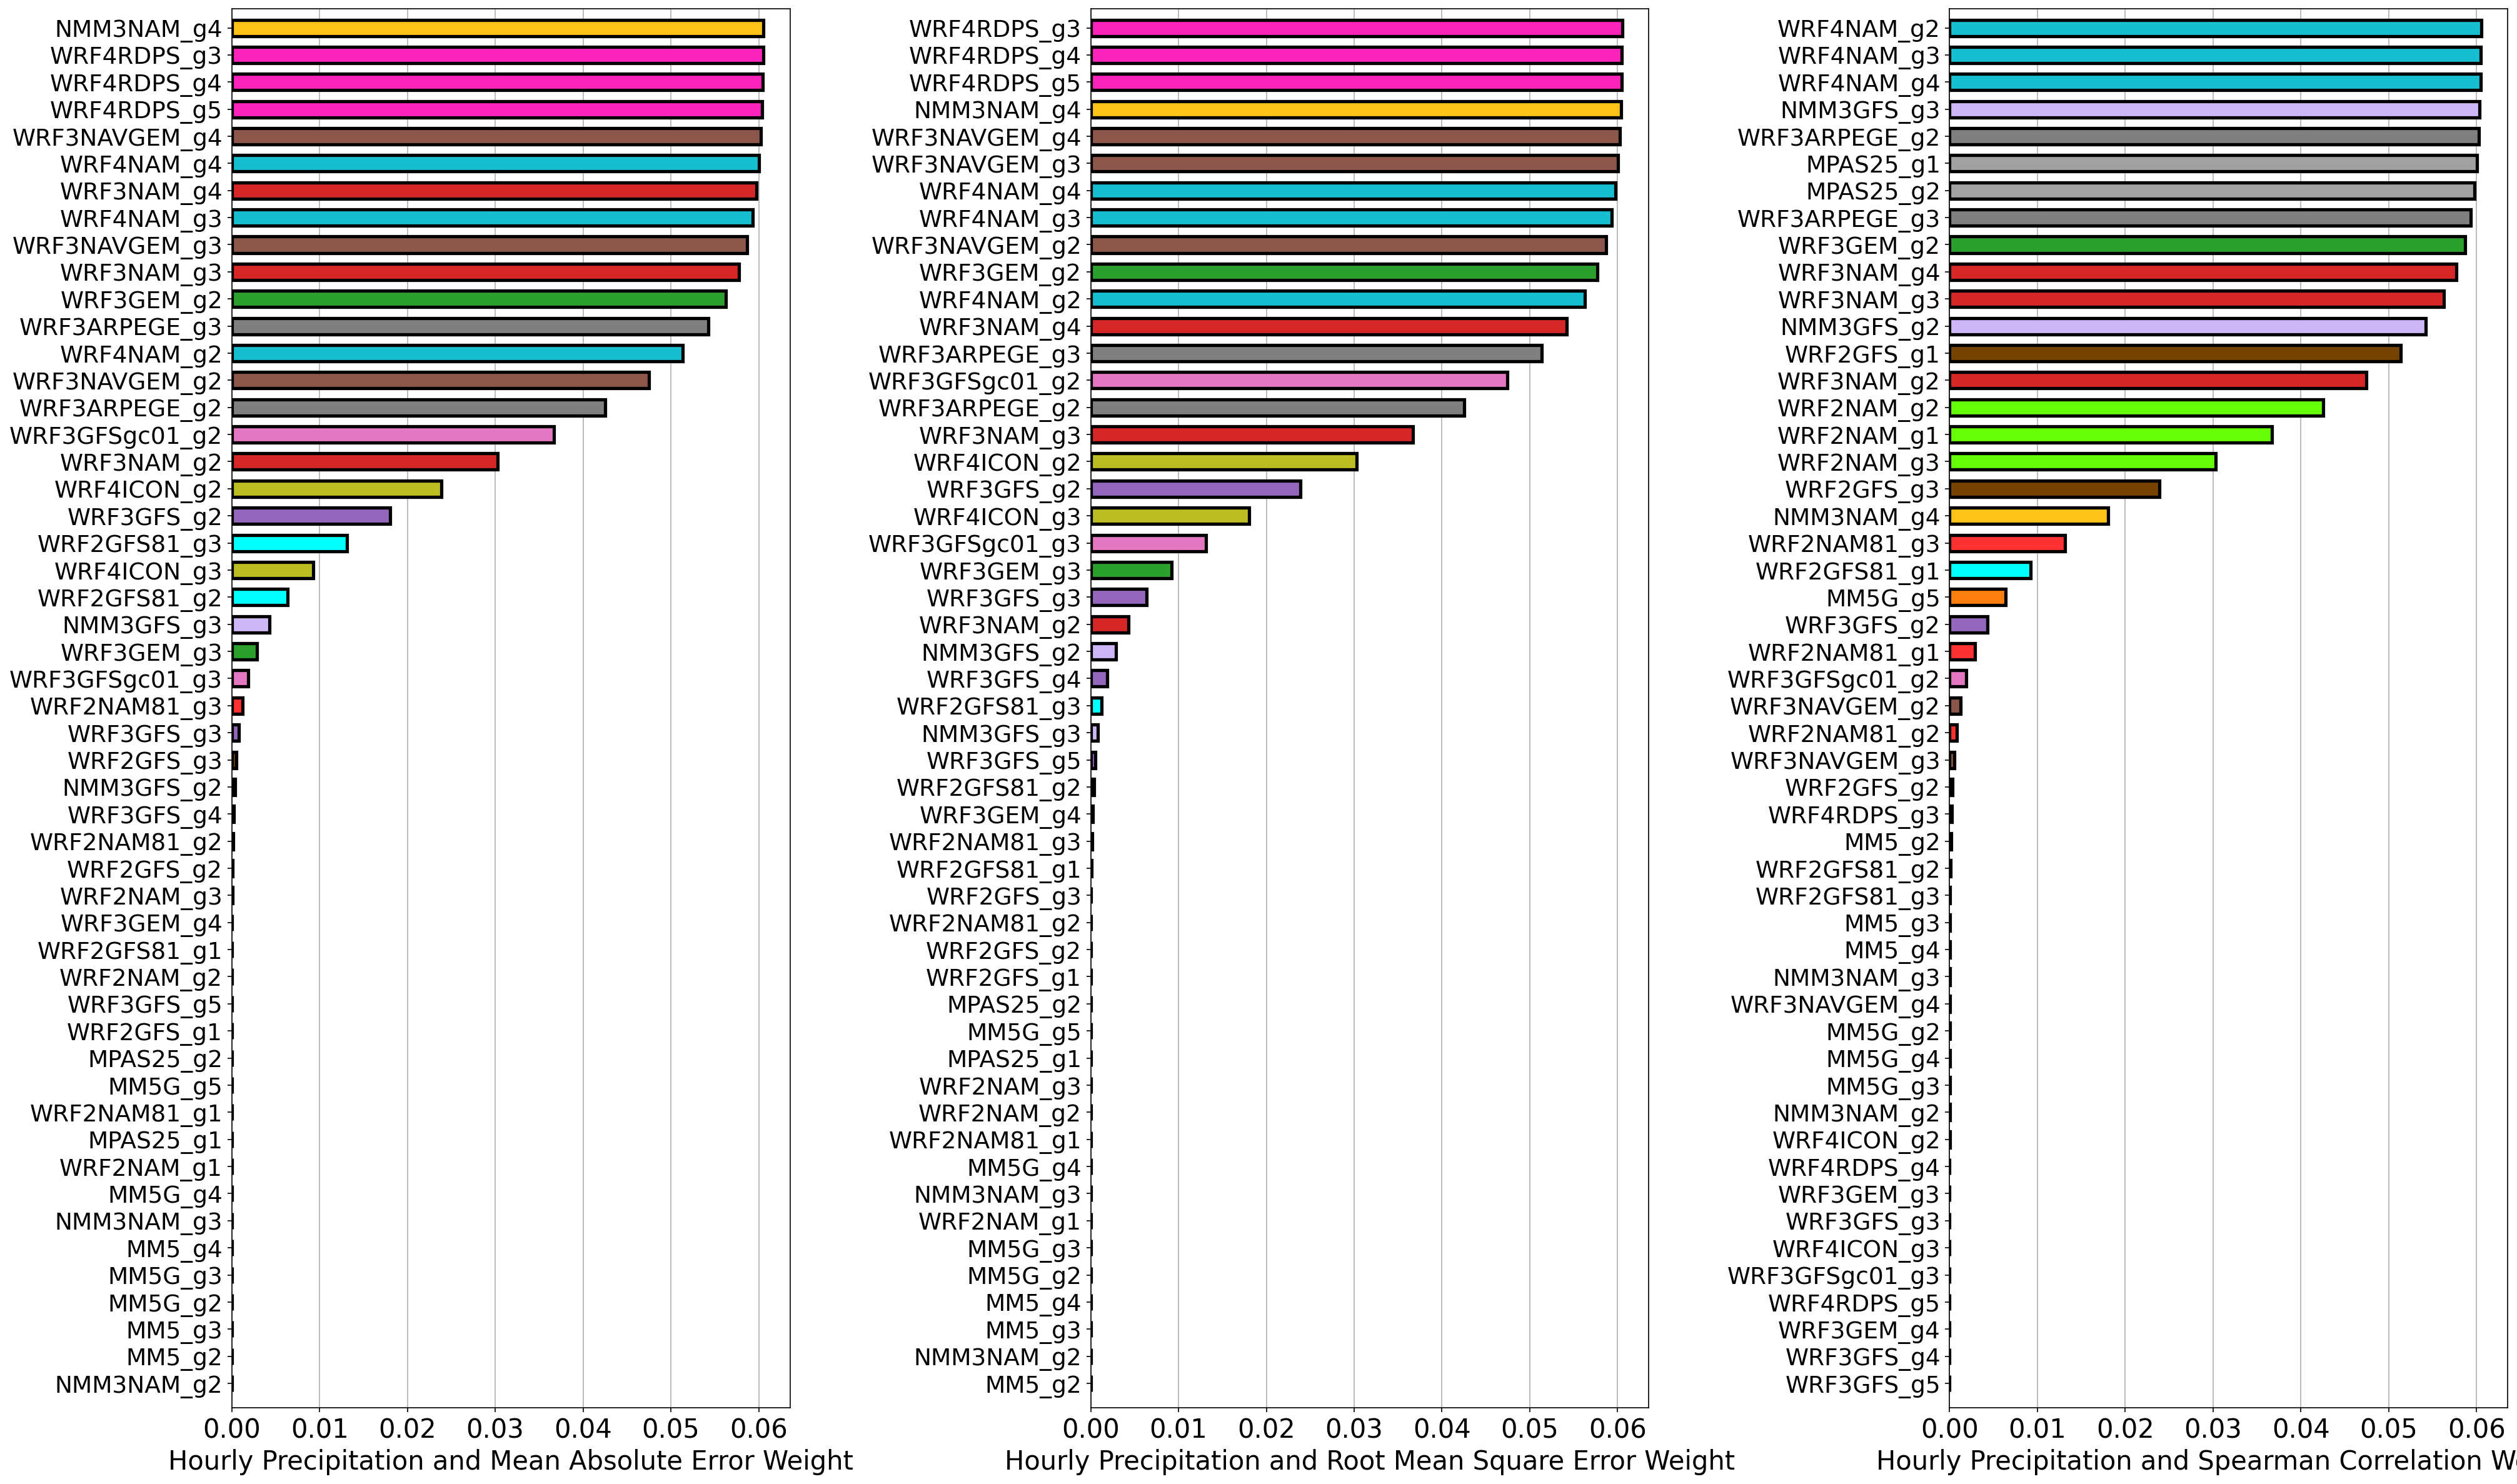 NMM3NAM_g4
WRF4RDPS_g3
WRF4RDPS_g4
WRF4RDPS_g5
WRF3NAVGEM_g4
WRF4NAM_g4
WRF3NAM_g4
WRF4NAM_g3
WRF3NAVGEM_g3
WRF3NAM_g3
WRF3GEM_g2
WRF3ARPEGE_g3
WRF4NAM_g2
WRF3NAVGEM_g2
WRF3ARPEGE_g2
WRF3GFSgc01_g2
WRF3NAM_g2
WRF4ICON_g2
WRF3GFS_g2
WRF2GFS81_g3
WRF4ICON_g3
WRF2GFS81_g2
NMM3GFS_g3
WRF3GEM_g3
WRF3GFSgc01_g3
WRF2NAM81_g3
WRF3GFS_g3
WRF2GFS_g3
NMM3GFS_g2
WRF3GFS_g4
WRF2NAM81_g2
WRF2GFS_g2
WRF2NAM_g3
WRF3GEM_g4
WRF2GFS81_g1
WRF2NAM_g2
WRF3GFS_g5
WRF2GFS_g1
MPAS25_g2
MM5G_g5
WRF2NAM81_g1
MPAS25_g1
WRF2NAM_g1
MM5G_g4
NMM3NAM_g3
MM5_g4
MM5G_g3
MM5G_g2
MM5_g3
MM5_g2
NMM3NAM_g2
0.00 0.01 0.02 0.03 0.04 0.05 0.06
Hourly Precipitation and Mean Absolute Error Weight
WRF4RDPS_g3
WRF4RDPS_g4
WRF4RDPS_g5
NMM3NAM_g4
WRF3NAVGEM_g4
WRF3NAVGEM_g3
WRF4NAM_g4
WRF4NAM_g3
WRF3NAVGEM_g2
WRF3GEM_g2
WRF4NAM_g2
WRF3NAM_g4
WRF3ARPEGE_g3
WRF3GFSgc01_g2
WRF3ARPEGE_g2
WRF3NAM_g3
WRF4ICON_g2
WRF3GFS_g2
WRF4ICON_g3
WRF3GFSgc01_g3
WRF3GEM_g3
WRF3GFS_g3
WRF3NAM_g2
NMM3GFS_g2
WRF3GFS_g4
WRF2GFS81_g3
NMM3GFS_g3
WRF3GFS_g5
WRF2GFS81_g2
WRF3GEM_g4
WRF2NAM81_g3
WRF2GFS81_g1
WRF2GFS_g3
WRF2NAM81_g2
WRF2GFS_g2
WRF2GFS_g1
MPAS25_g2
MM5G_g5
MPAS25_g1
WRF2NAM_g3
WRF2NAM_g2
WRF2NAM81_g1
MM5G_g4
NMM3NAM_g3
WRF2NAM_g1
MM5G_g3
MM5G_g2
MM5_g4
MM5_g3
NMM3NAM_g2
MM5_g2
0.00 0.01 0.02 0.03 0.04 0.05 0.06
Hourly Precipitation and Root Mean Square Error Weight
WRF4NAM_g2
WRF4NAM_g3
WRF4NAM_g4
NMM3GFS_g3
WRF3ARPEGE_g2
MPAS25_g1
MPAS25_g2
WRF3ARPEGE_g3
WRF3GEM_g2
WRF3NAM_g4
WRF3NAM_g3
NMM3GFS_g2
WRF2GFS_g1
WRF3NAM_g2
WRF2NAM_g2
WRF2NAM_g1
WRF2NAM_g3
WRF2GFS_g3
NMM3NAM_g4
WRF2NAM81_g3
WRF2GFS81_g1
MM5G_g5
WRF3GFS_g2
WRF2NAM81_g1
WRF3GFSgc01_g2
WRF3NAVGEM_g2
WRF2NAM81_g2
WRF3NAVGEM_g3
WRF2GFS_g2
WRF4RDPS_g3
MM5_g2
WRF2GFS81_g2
WRF2GFS81_g3
MM5_g3
MM5_g4
NMM3NAM_g3
WRF3NAVGEM_g4
MM5G_g2
MM5G_g4
MM5G_g3
NMM3NAM_g2
WRF4ICON_g2
WRF4RDPS_g4
WRF3GEM_g3
WRF3GFS_g3
WRF4ICON_g3
WRF3GFSgc01_g3
WRF4RDPS_g5
WRF3GEM_g4
WRF3GFS_g4
WRF3GFS_g5
0.00 0.01 0.02 0.03 0.04 0.05 0.06
Hourly Precipitation and Spearman Correlation